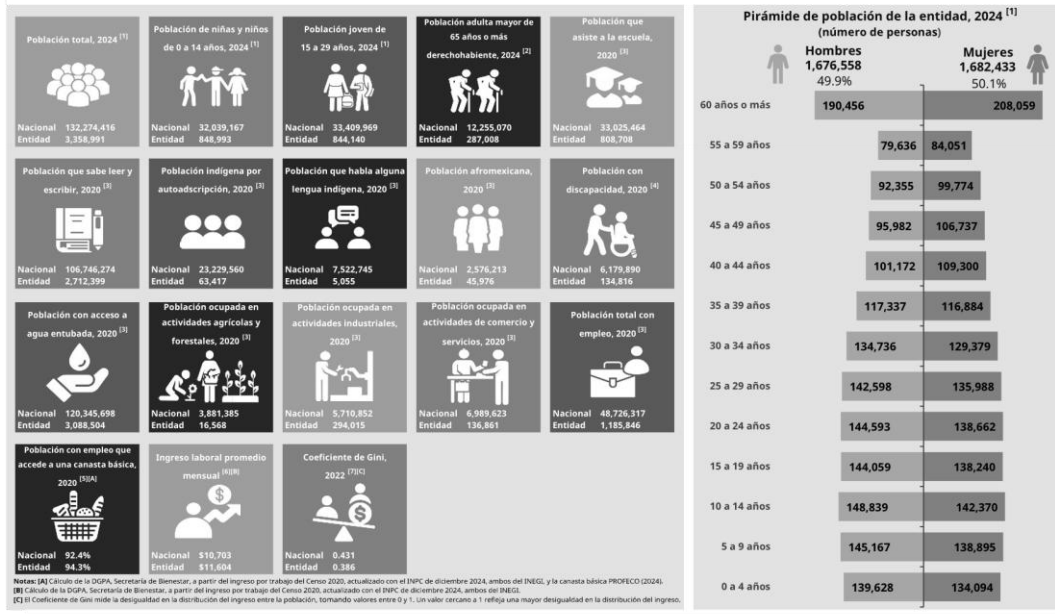 Población total, 2024 [1]
Nacional 132,274,416
Entidad 3,358,991
Población de niñas y niños
de 0 a 14 años, 2024 [1]
Nacional 32,039,167
Entidad 848,993
Población joven de
15 a 29 años, 2024 [1]
Nacional 33,409,969
Entidad 844,140
Población adulta mayor de
65 años o más
derechohabiente, 2024 [2]
Nacional 12,255,070
Entidad 287,008
Población que
asiste a la escuela,
2020 [3]
Nacional 33,025,464
Entidad 808,708
Población que sabe leer y
escribir, 2020 [3]
Nacional 106,746,274
Entidad 2,712,399
Población indígena por
autoadscripción, 2020 [3]
Nacional 23,229,560
Entidad 63,417
Población que habla alguna
lengua indígena, 2020 [3]
Nacional 7,522,745
Entidad 5,055
Población afromexicana,
2020 [3]
Nacional 2,576,213
Entidad 45,976
Población con
discapacidad, 2020 [4]
Nacional 6,179,890
Entidad 134,816
Población con acceso a
agua entubada, 2020 [3]
Nacional 120,345,698
Entidad 3,088,504
Población ocupada en
actividades agrícolas y
forestales, 2020 [3]
Nacional 3,881,385
Entidad 16,568
Población ocupada en
actividades industriales,
2020 [3]
Nacional 5,710,852
Entidad 294,015
Población ocupada en
actividades de comercio y
servicios, 2020 [3]
Nacional 6,989,623
Entidad 136,861
Población total con
empleo, 2020 [3]
Nacional 48,726,317
Entidad 1,185,846
Población con empleo que
accede a una canasta básica,
2020 [5][A]
Nacional 92.4%
Entidad 94.3%
Ingreso laboral promedio
mensual [6][B]
Nacional $10,703
Entidad $11,604
Coeficiente de Gini,
2022 [7][C]
Nacional 0.431
Entidad 0.386
Notas: [A] Cálculo de la DGPA, Secretaría de Bienestar, a partir del ingreso por trabajo del Censo 2020, actualizado con el INPC de diciembre 2024, ambos del INEGI, y la canasta básica PROFECO (2024).
[B] Cálculo de la DGPA, Secretaría de Bienestar, a partir del ingreso por trabajo del Censo 2020, actualizado con el INPC de diciembre 2024, ambos del INEGI.
[C] El Coeficiente de Gini mide la desigualdad en la distribución del ingreso entre la población, tomando valores entre 0 y 1. Un valor cercano a 1 refleja una mayor desigualdad en la distribución del ingreso.
Pirámide de población de la entidad, 2024 [1]
(número de personas)
Hombres
1,676,558
49.9%
Mujeres
1,682,433
50.1%
60 años o más 190,456 208,059
55 a 59 años 79,636 84,051
50 a 54 años 92,355 99,774
45 a 49 años 95,982 106,737
40 a 44 años 101,172 109,300
35 a 39 años 117,337 116,884
30 a 34 años 134,736 129,379
25 a 29 años 142,598 135,988
20 a 24 años 144,593 138,662
15 a 19 años 144,059 138,240
10 a 14 años 148,839 142,370
5 a 9 años 145,167 138,895
0 a 4 años 139,628 134,094